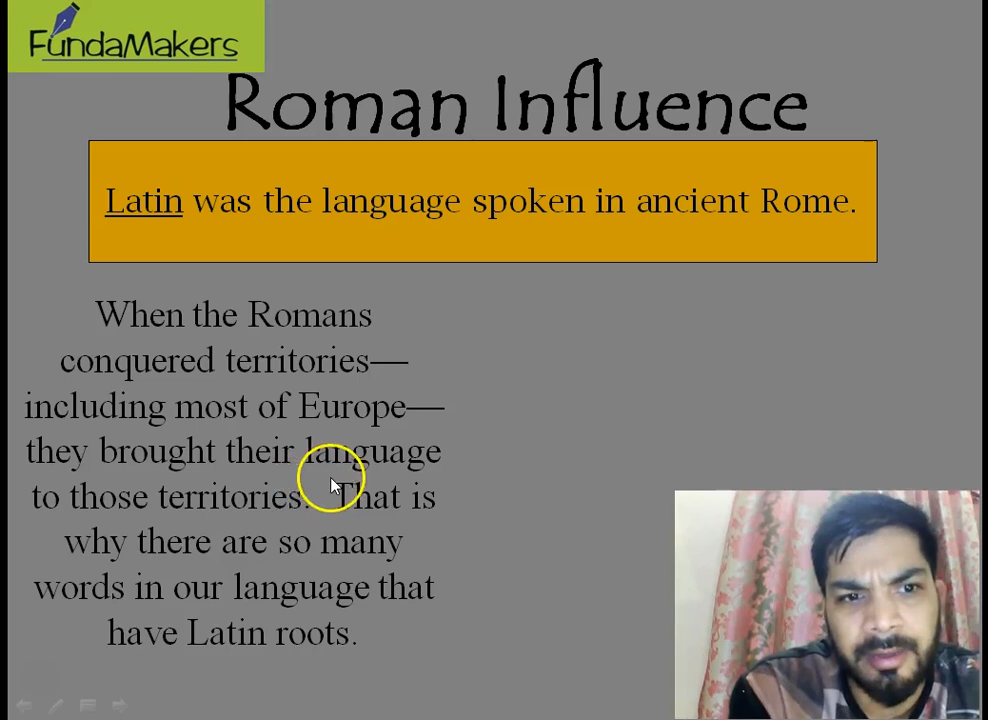 FundaMakers
Roman Influence
Latin was the language spoken in ancient Rome.
When the Romans
conquered territories—
including most of Europe—
they brought their language
to those territories. That is
why there are so many
words in our language that
have Latin roots.